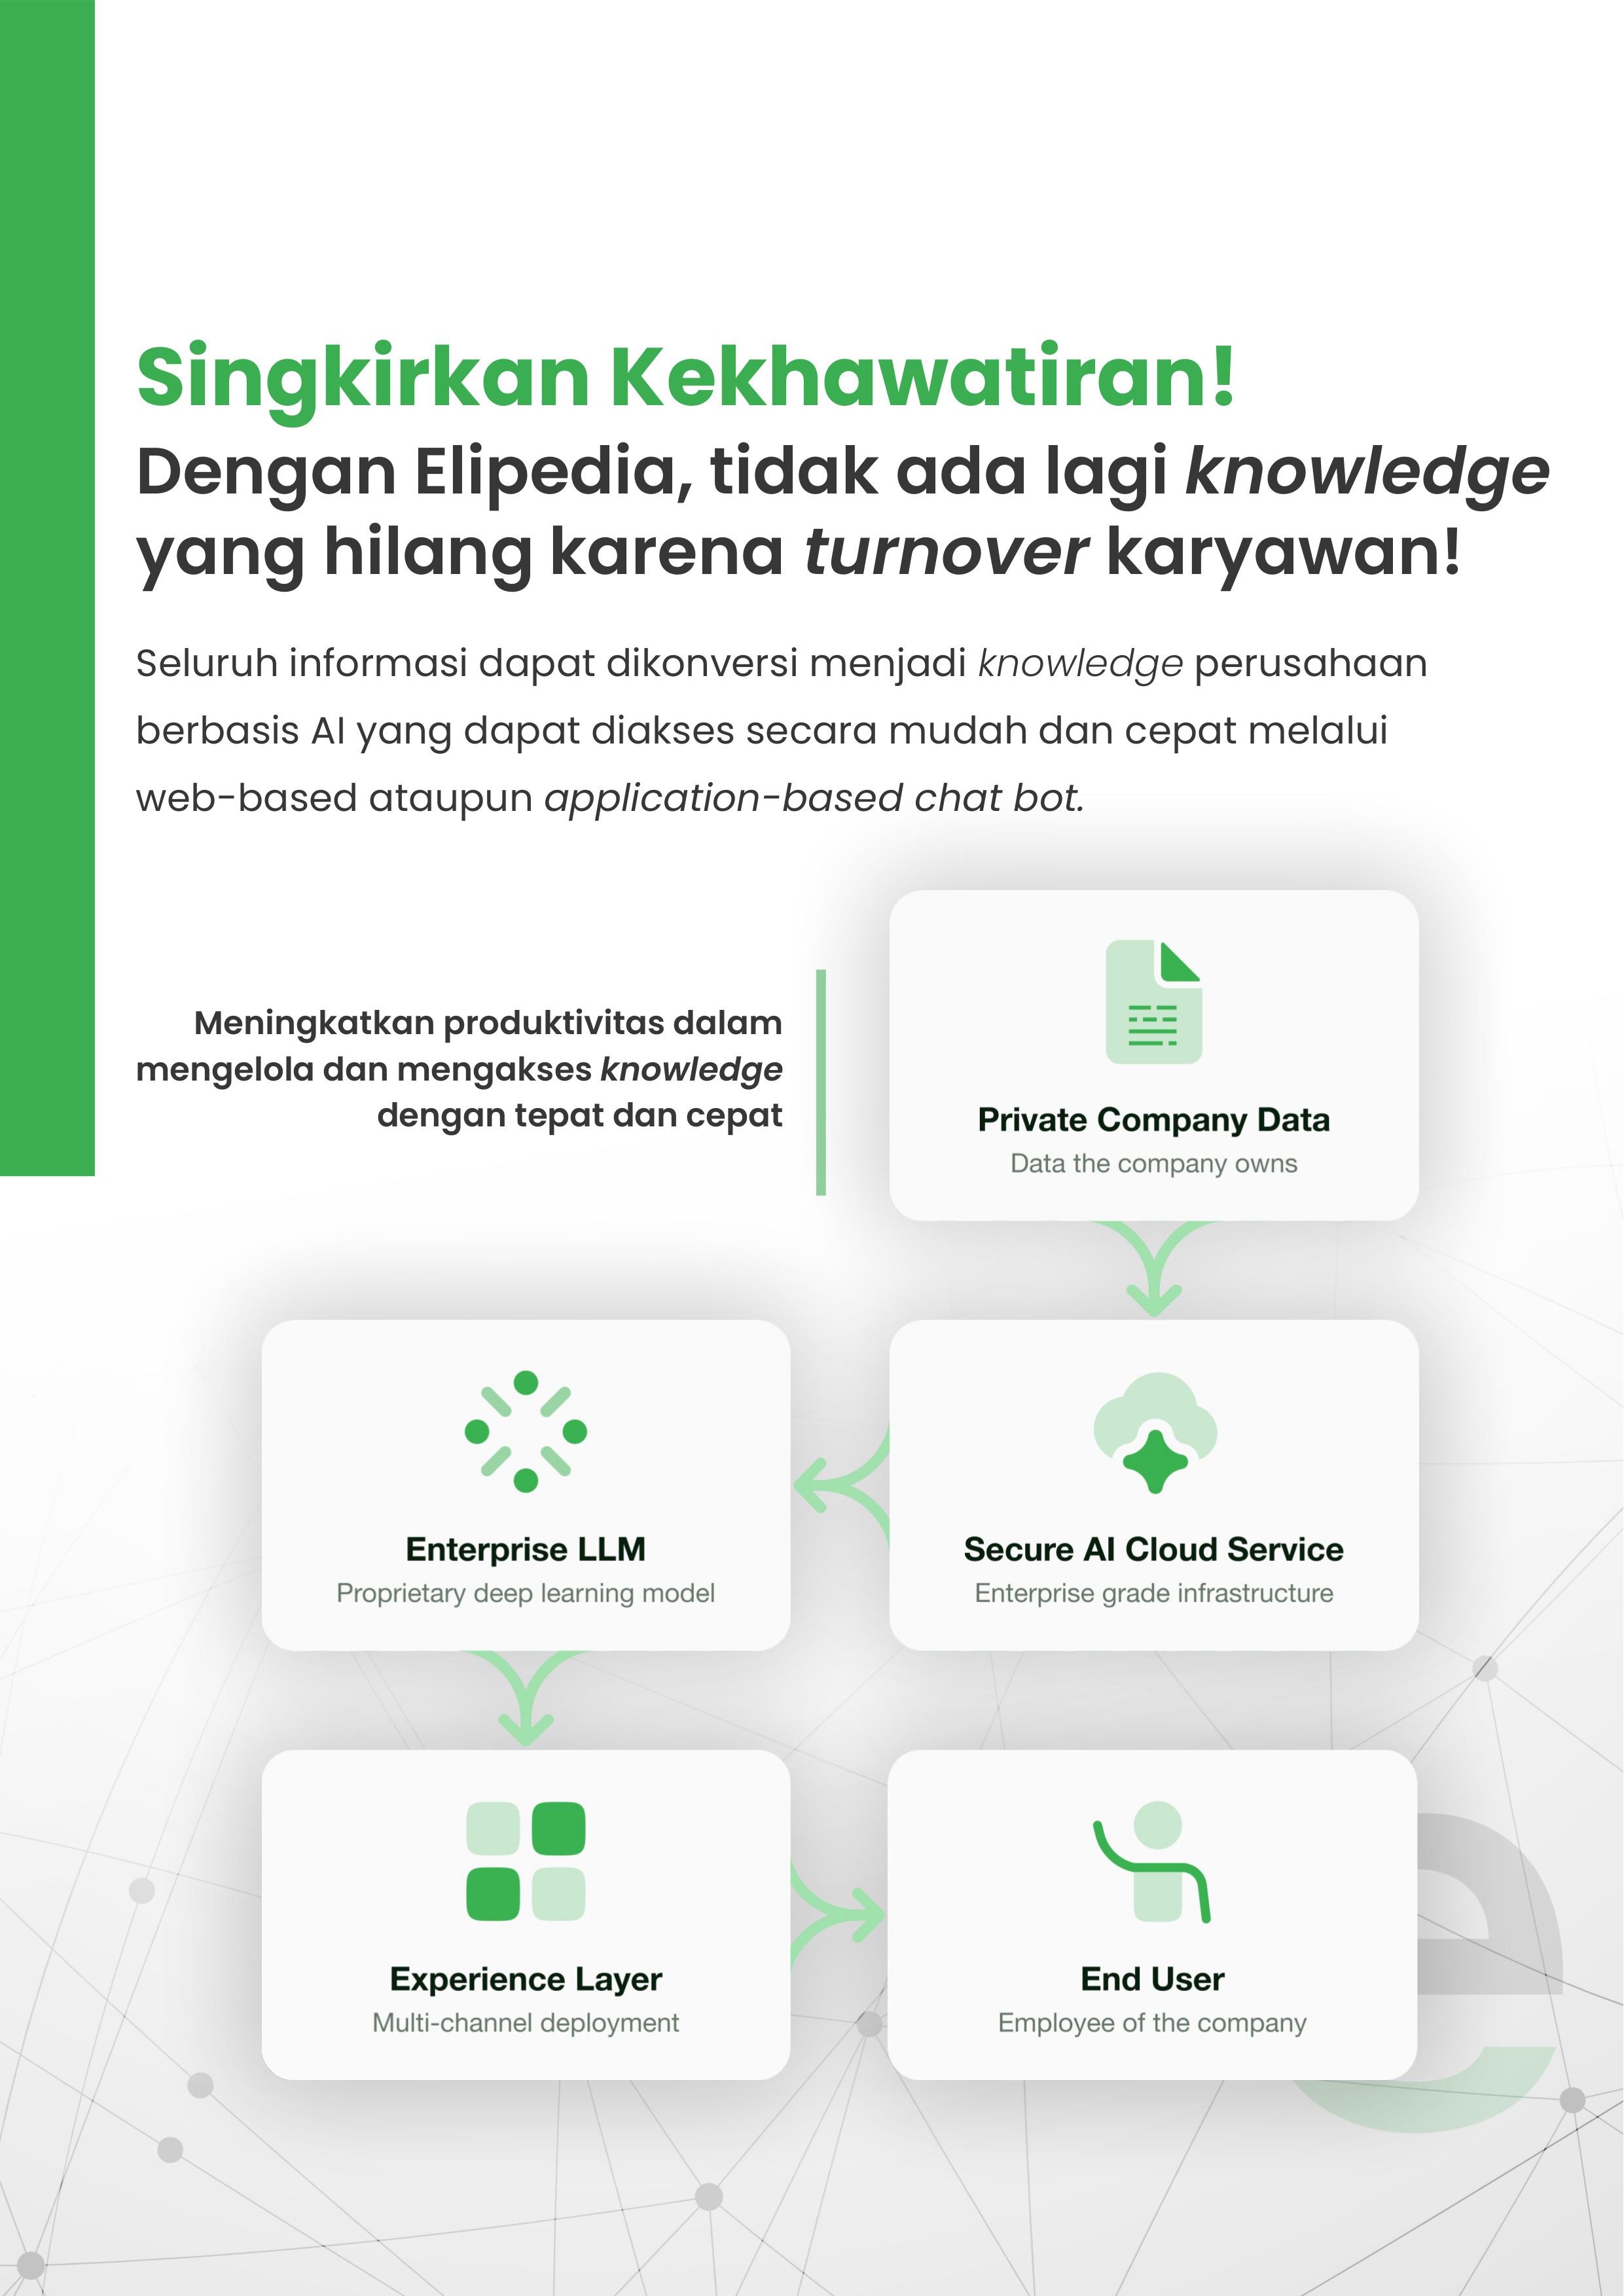 Singkirkan Kekhawatiran!
Dengan Elipedia, tidak ada lagi knowledge
yang hilang karena turnover karyawan!
Seluruh informasi dapat dikonversi menjadi knowledge perusahaan
berbasis AI yang dapat diakses secara mudah dan cepat melalui
web-based ataupun application-based chat bot.
Meningkatkan produktivitas dalam
mengelola dan mengakses knowledge
dengan tepat dan cepat
Private Company Data
Data the company owns
Secure AI Cloud Service
Enterprise grade infrastructure
Enterprise LLM
Proprietary deep learning model
Experience Layer
Multi-channel deployment
End User
Employee of the company
e